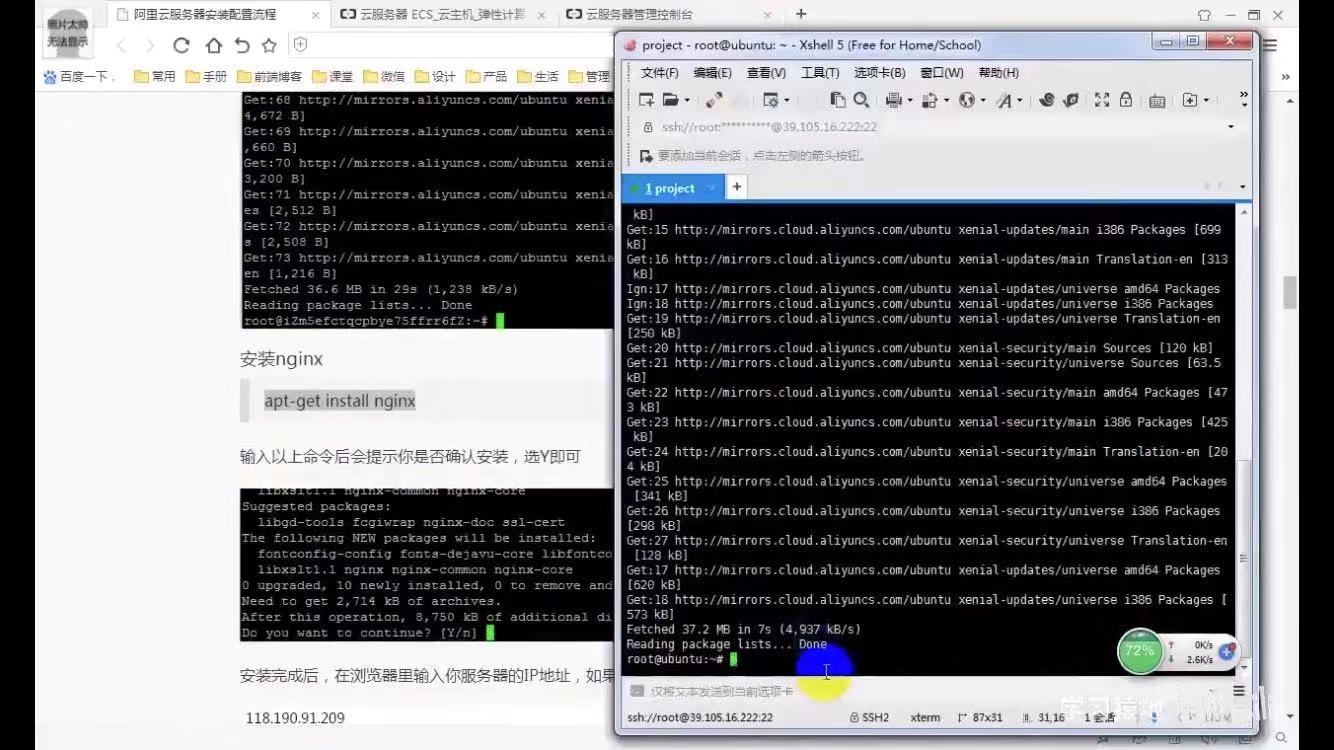 照片太帅
无法显示
阿里云服务器安装配置流程
云服务器 ECS_云主机_弹性计算
云服务器管理控制台
百度一下，
常用
手册
前端博客
课堂
微信
设计
产品
生活
管理
Get:68 http://mirrors.aliyuncs.com/ubuntu xenia
4,672 B]
Get:69 http://mirrors.aliyuncs.com/ubuntu xenia
,660 B]
Get:70 http://mirrors.aliyuncs.com/ubuntu xenia
3,200 B]
Get:71 http://mirrors.aliyuncs.com/ubuntu xenia
es [2,512 B]
Get:72 http://mirrors.aliyuncs.com/ubuntu xenia
s [2,508 B]
Get:73 http://mirrors.aliyuncs.com/ubuntu xenia
en [1,216 B]
Fetched 36.6 MB in 29s (1,238 kB/s)
Reading package lists... Done
root@iZm5efctqcpbye75ffrr6fZ:~#
安装nginx
apt-get install nginx
输入以上命令后会提示你是否确认安装，选Y即可
libxslt1.1 nginx-common nginx-core
Suggested packages:
libgd-tools fcgiwrap nginx-doc ssl-cert
The following NEW packages will be installed:
fontconfig-config fonts-dejavu-core libfontco
libxslt1.1 nginx nginx-common nginx-core
0 upgraded, 10 newly installed, 0 to remove and
Need to get 2,714 kB of archives.
After this operation, 8,750 kB of additional di
Do you want to continue? [Y/n]
安装完成后，在浏览器里输入你服务器的IP地址，如果
118.190.91.209
project - root@ubuntu: ~ - Xshell 5 (Free for Home/School)
文件(F) 编辑(E) 查看(V) 工具(T) 选项卡(B) 窗口(W) 帮助(H)
ssh://root:**********@39.105.16.222:22
要添加当前会话，点击左侧的箭头按钮。
1 project
kB]
Get:15 http://mirrors.cloud.aliyuncs.com/ubuntu xenial-updates/main i386 Packages [699
kB]
Get:16 http://mirrors.cloud.aliyuncs.com/ubuntu xenial-updates/main Translation-en [313
kB]
Ign:17 http://mirrors.cloud.aliyuncs.com/ubuntu xenial-updates/universe amd64 Packages
Ign:18 http://mirrors.cloud.aliyuncs.com/ubuntu xenial-updates/universe i386 Packages
Get:19 http://mirrors.cloud.aliyuncs.com/ubuntu xenial-updates/universe Translation-en
[250 kB]
Get:20 http://mirrors.cloud.aliyuncs.com/ubuntu xenial-security/main Sources [120 kB]
Get:21 http://mirrors.cloud.aliyuncs.com/ubuntu xenial-security/universe Sources [63.5
kB]
Get:22 http://mirrors.cloud.aliyuncs.com/ubuntu xenial-security/main amd64 Packages [47
3 kB]
Get:23 http://mirrors.cloud.aliyuncs.com/ubuntu xenial-security/main i386 Packages [425
kB]
Get:24 http://mirrors.cloud.aliyuncs.com/ubuntu xenial-security/main Translation-en [20
4 kB]
Get:25 http://mirrors.cloud.aliyuncs.com/ubuntu xenial-security/universe amd64 Packages
[341 kB]
Get:26 http://mirrors.cloud.aliyuncs.com/ubuntu xenial-security/universe i386 Packages
[298 kB]
Get:27 http://mirrors.cloud.aliyuncs.com/ubuntu xenial-security/universe Translation-en
[128 kB]
Get:17 http://mirrors.cloud.aliyuncs.com/ubuntu xenial-updates/universe amd64 Packages
[620 kB]
Get:18 http://mirrors.cloud.aliyuncs.com/ubuntu xenial-updates/universe i386 Packages [
573 kB]
Fetched 37.2 MB in 7s (4,937 kB/s)
Reading package lists... Done
root@ubuntu:~#
72%
0K/s
2.6K/s
仅将文本发送到当前选项卡
ssh://root@39.105.16.222:22 SSH2 xterm 87x31 31,16 1 会话